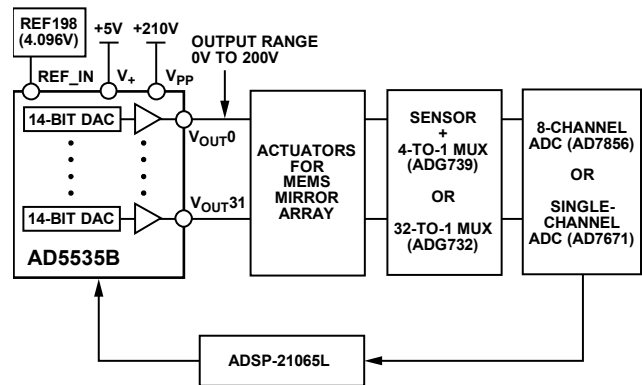 REF198
(4.096V)
+5V
+210V
REF_IN
V+
VPP
OUTPUT RANGE
0V TO 200V
14-BIT DAC
VOUT0
14-BIT DAC
VOUT31
AD5535B
ACTUATORS
FOR
MEMS
MIRROR
ARRAY
SENSOR
+
4-TO-1 MUX
(ADG739)
OR
32-TO-1 MUX
(ADG732)
8-CHANNEL
ADC (AD7856)
OR
SINGLE-
CHANNEL
ADC (AD7671)
ADSP-21065L